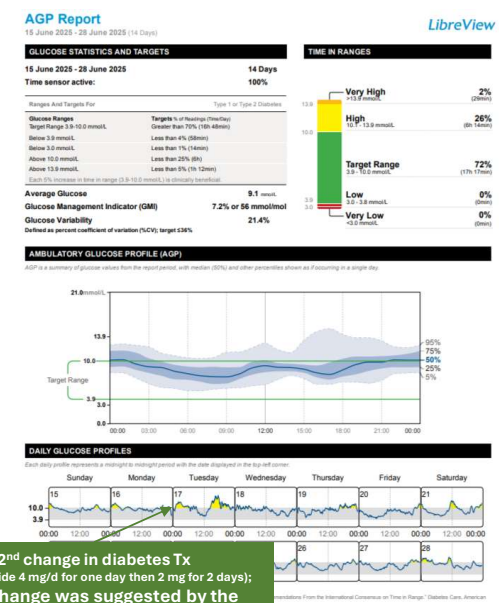 AGP Report
LibreView
15 June 2025 - 28 June 2025 (14 Days)
GLUCOSE STATISTICS AND TARGETS
15 June 2025 - 28 June 2025 14 Days
Time sensor active: 100%
Ranges And Targets For Type 1 or Type 2 Diabetes
Glucose Ranges Targets % of Readings (Time/Day)
Target Range 3.9-10.0 mmol/L Greater than 70% (16h 48min)
Below 3.9 mmol/L Less than 4% (58min)
Below 3.0 mmol/L Less than 1% (14min)
Above 10.0 mmol/L Less than 25% (6h)
Above 13.9 mmol/L Less than 5% (1h 12min)
Each 5% increase in time in range (3.9-10.0 mmol/L) is clinically beneficial.
Average Glucose 9.1 mmol/L
Glucose Management Indicator (GMI) 7.2% or 56 mmol/mol
Glucose Variability 21.4%
Defined as percent coefficient of variation (%CV); target ≤36%
TIME IN RANGES
Very High 2%
>13.9 mmol/L (29min)
13.9
High 26%
10.1 - 13.9 mmol/L (6h 14min)
10.0
Target Range 72%
3.9 - 10.0 mmol/L (17h 17min)
3.9
Low 0%
3.0 - 3.8 mmol/L (0min)
3.0
Very Low 0%
<3.0 mmol/L (0min)
AMBULATORY GLUCOSE PROFILE (AGP)
AGP is a summary of glucose values from the report period, with median (50%) and other percentiles shown as if occurring in a single day.
21.0 mmol/L
13.9
10.0
Target Range
3.9
3.0
0.0
95%
75%
50%
25%
5%
00:00 03:00 06:00 09:00 12:00 15:00 18:00 21:00 00:00
DAILY GLUCOSE PROFILES
Each daily profile represents a midnight to midnight period with the date displayed in the top left corner.
Sunday Monday Tuesday Wednesday Thursday Friday Saturday
15 16 17 18 19 20 21
10.0
3.9
00:00 12:00 00:00 12:00 00:00 12:00 00:00 12:00 00:00 12:00 00:00 12:00 00:00 12:00 00:00
26 27 28
2nd change in diabetes Tx
ide 4 mg/d for one day then 2 mg for 2 days);
hange was suggested by the
mendations From the International Consensus on Time in Range." Diabetes Care, American